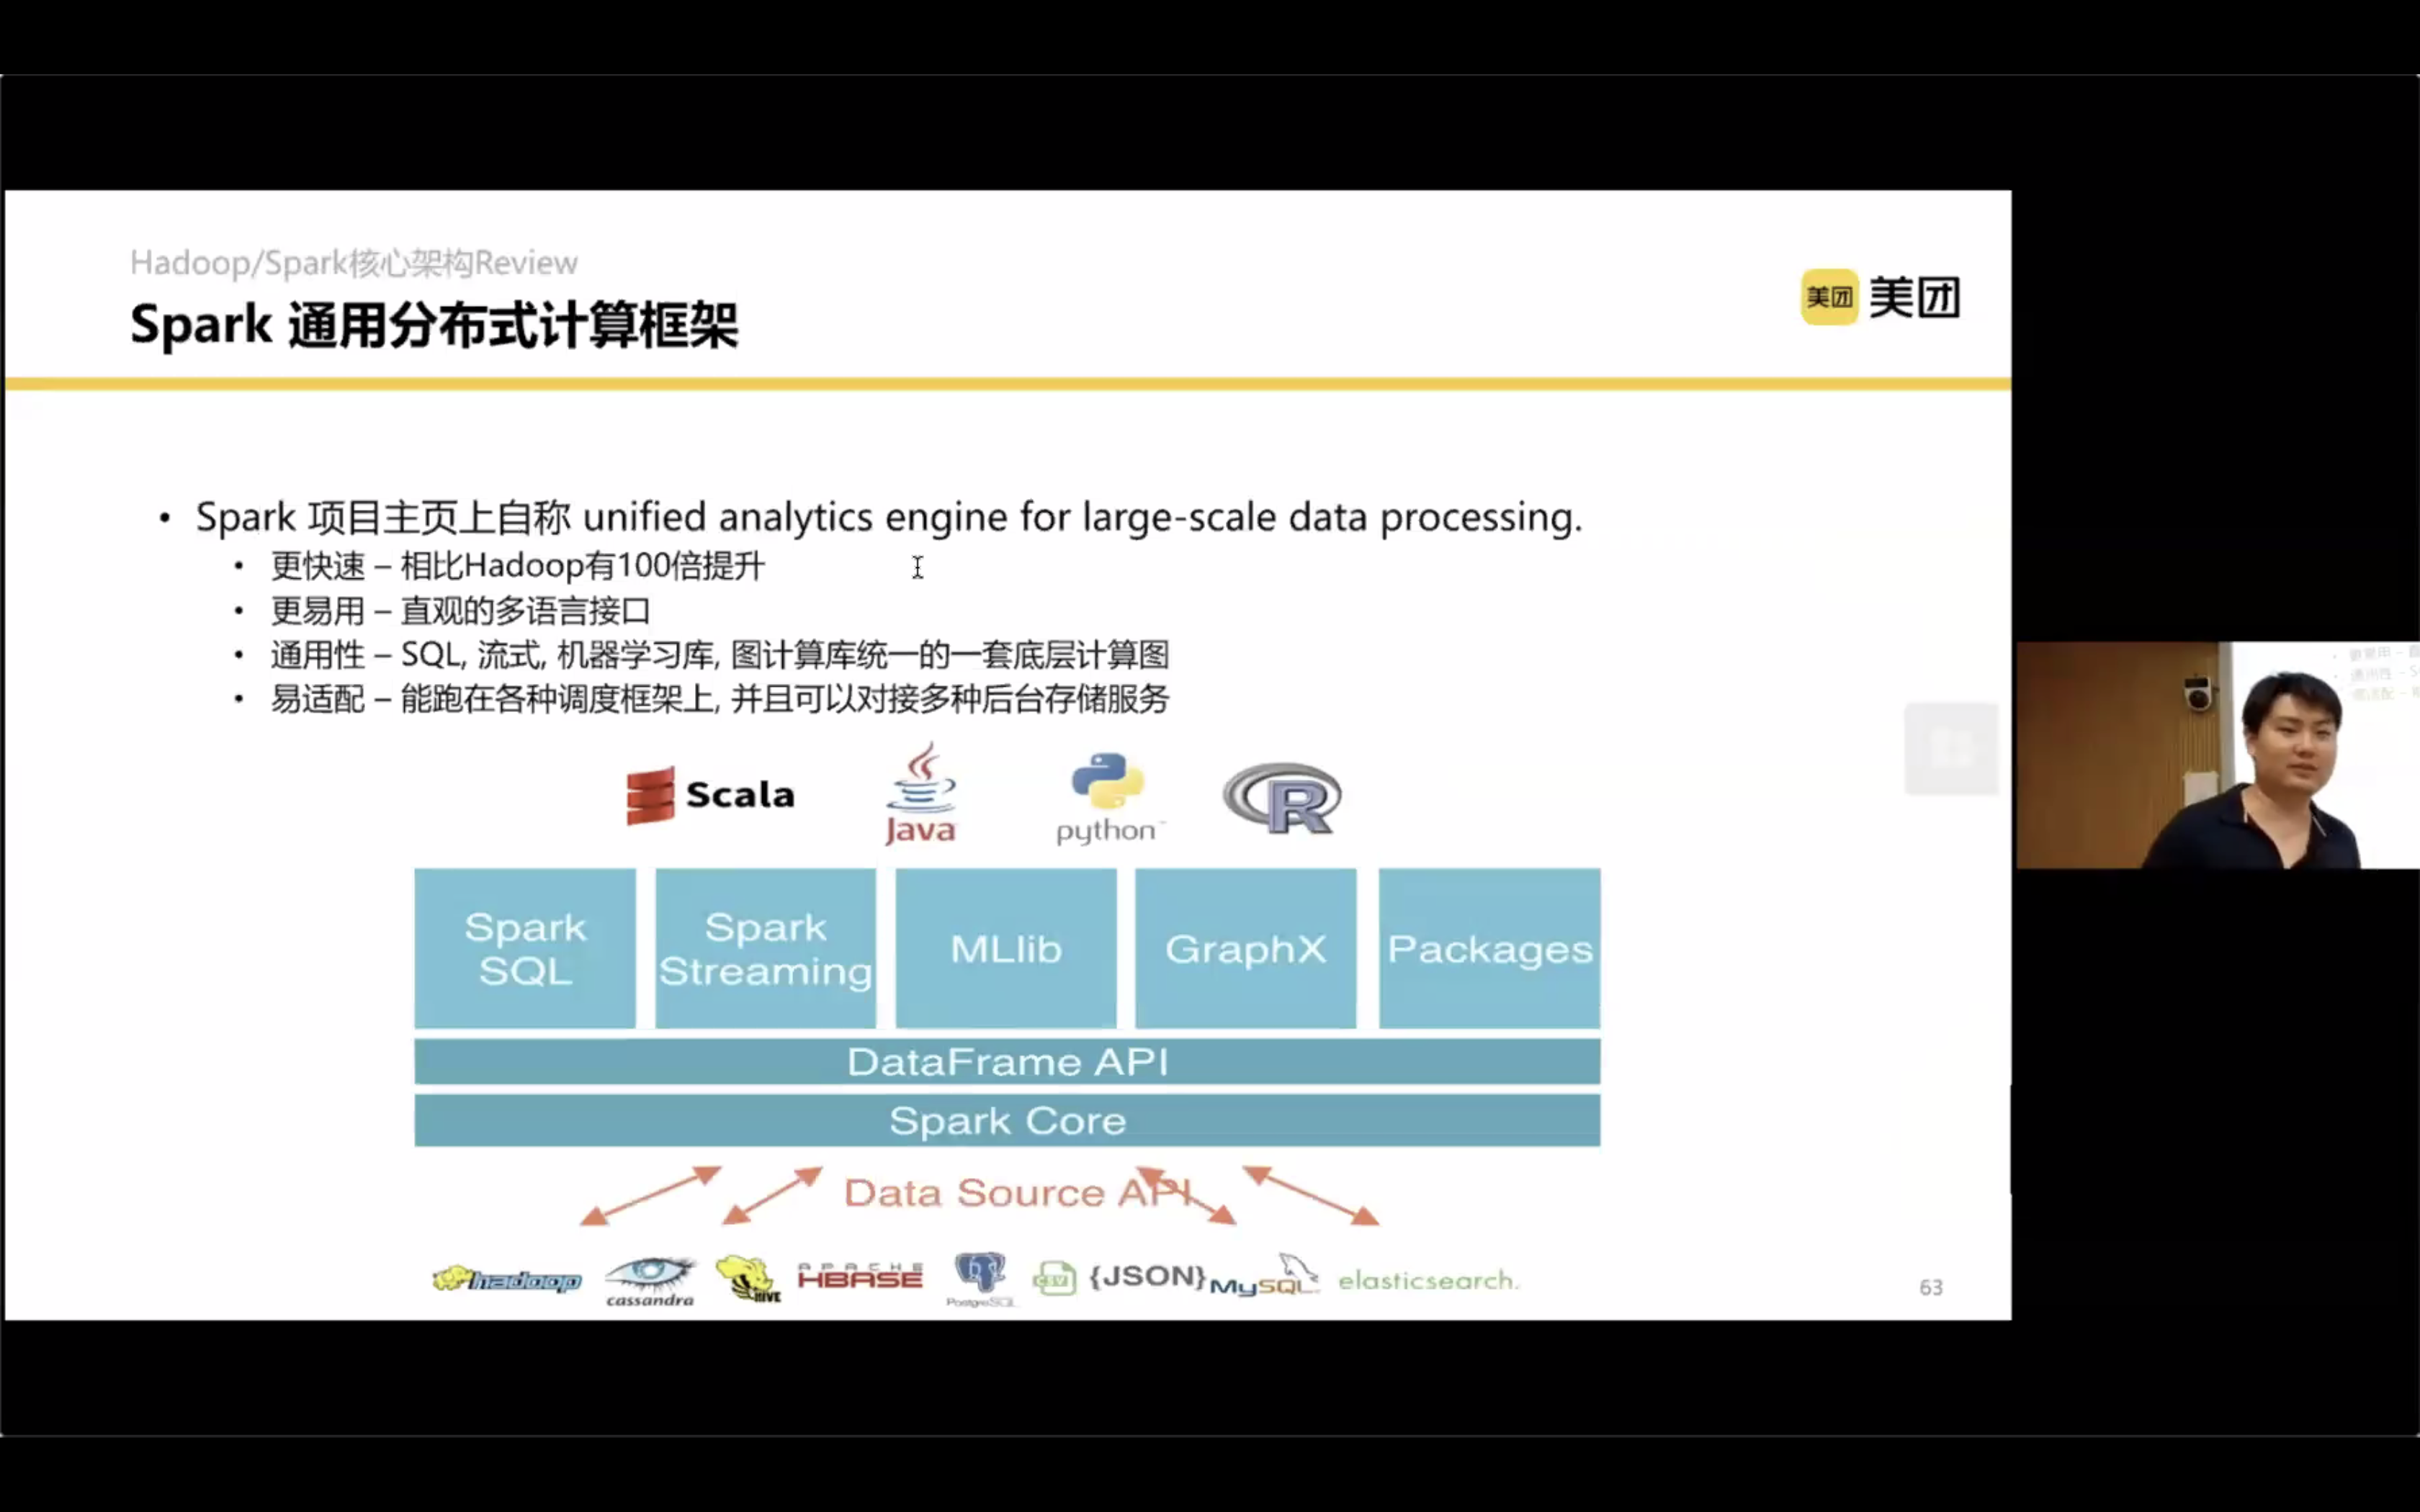 Hadoop/Spark核心架构Review
Spark 通用分布式计算框架
美团 美团
• Spark 项目主页上自称 unified analytics engine for large-scale data processing.
• 更快速 – 相比Hadoop有100倍提升
• 更易用 – 直观的多语言接口
• 通用性 – SQL, 流式, 机器学习库, 图计算库统一的一套底层计算图
• 易适配 – 能跑在各种调度框架上, 并且可以对接多种后台存储服务
Scala Java python R
Spark SQL
Spark Streaming
MLlib
GraphX
Packages
DataFrame API
Spark Core
Data Source API
hadoop cassandra HIVE APACHE HBASE PostgreSQL CSV {JSON} MySQL elasticsearch.
63